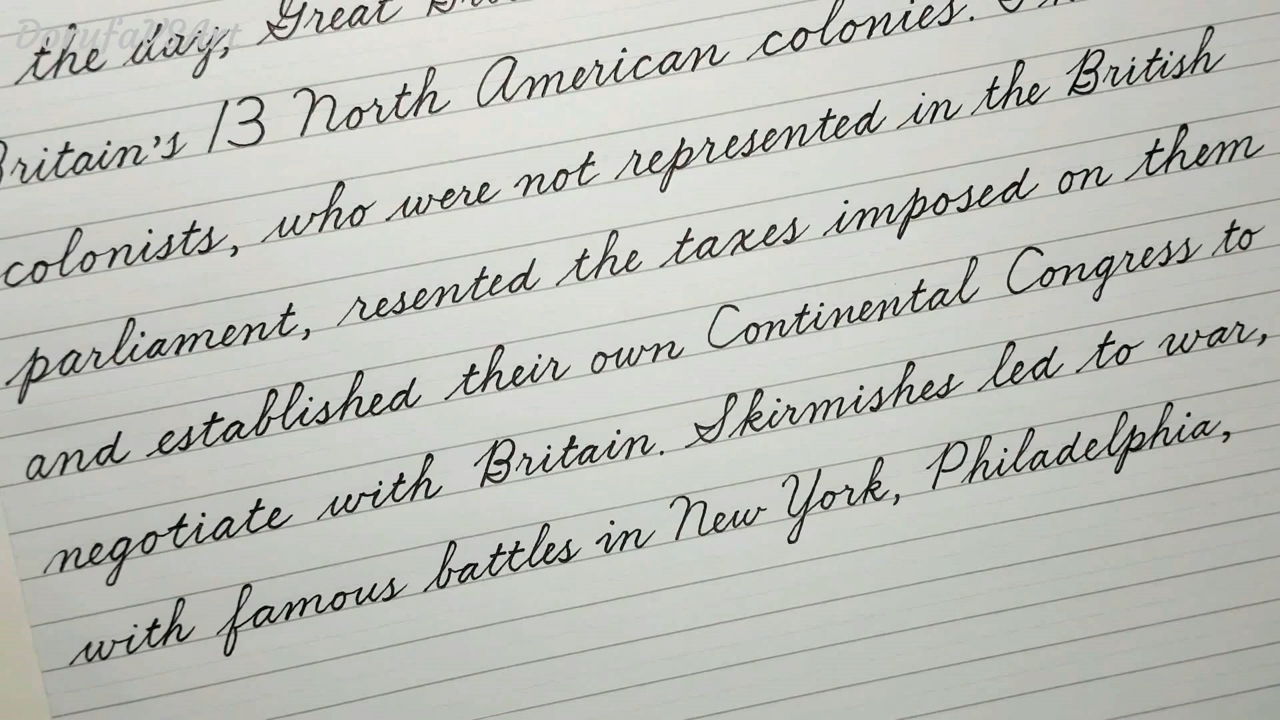 the day, Great
Britain's 13 North American colonies.
colonists, who were not represented in the British
parliament, resented the taxes imposed on them
and established their own Continental Congress to
negotiate with Britain. Skirmishes led to war,
with famous battles in New York, Philadelphia,